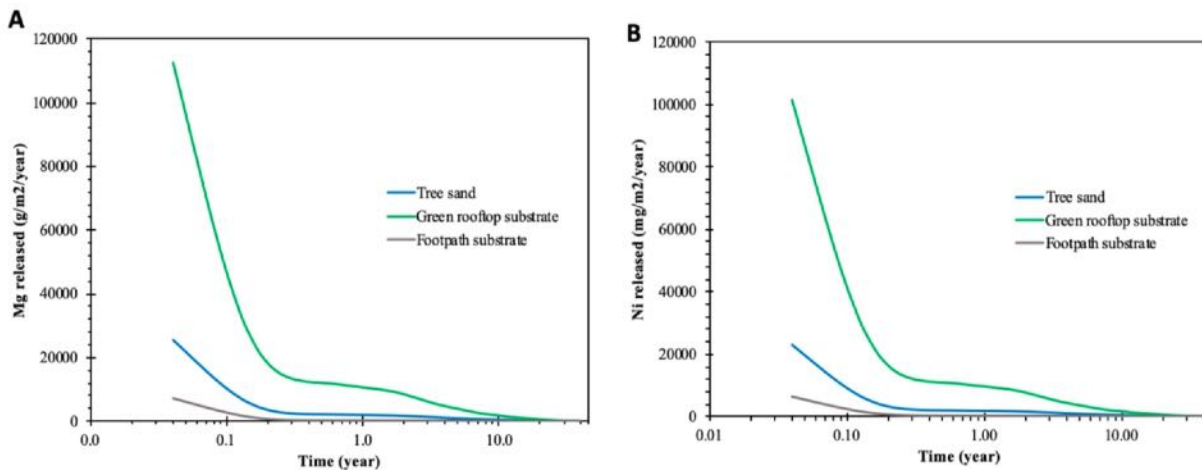 A
Mg released (g/m2/year)
120000
100000
80000
60000
40000
20000
0
0.0
0.1
1.0
10.0
Time (year)
Tree sand
Green rooftop substrate
Footpath substrate
B
Ni released (mg/m2/year)
120000
100000
80000
60000
40000
20000
0
0.01
0.10
1.00
10.00
Time (year)
Tree sand
Green rooftop substrate
Footpath substrate